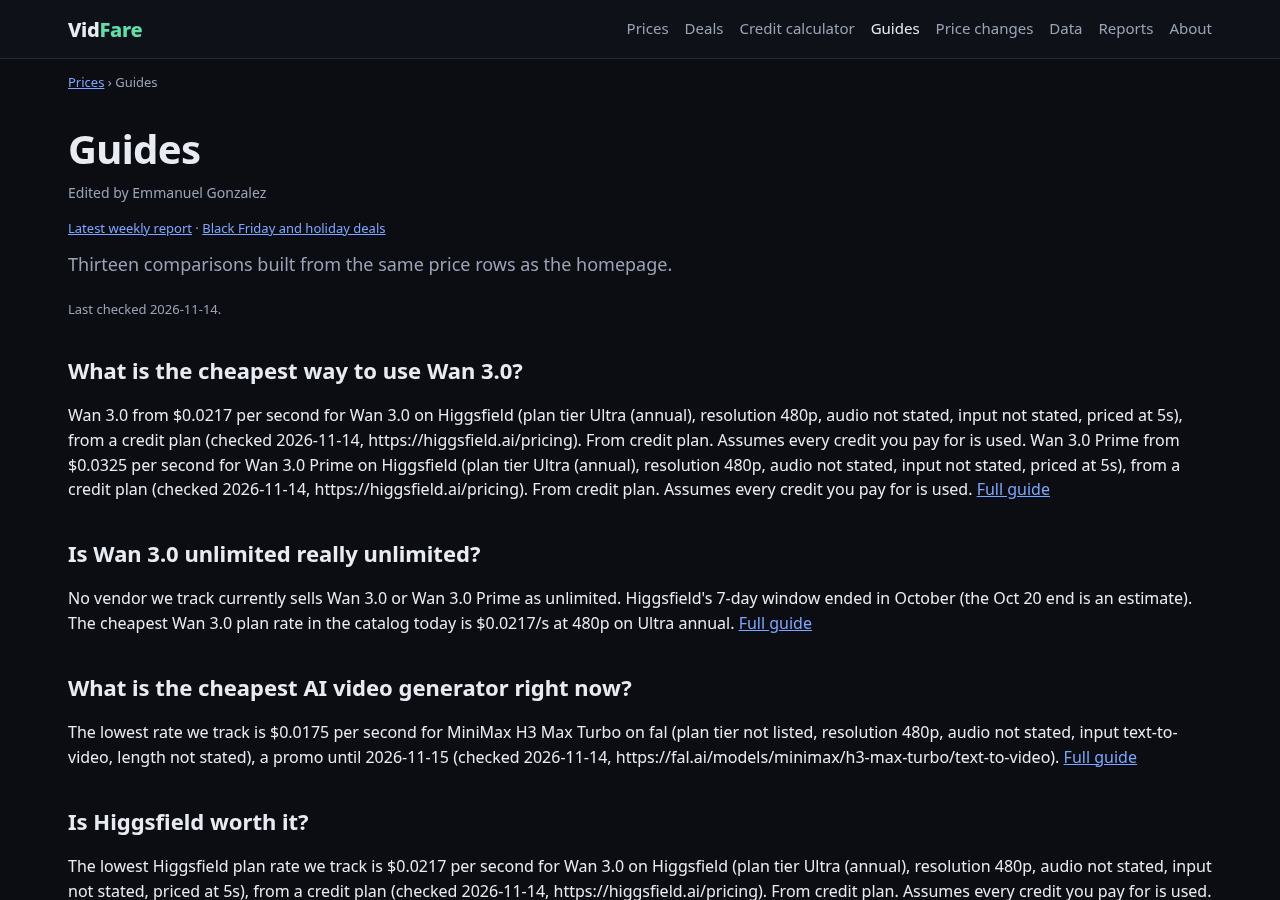 VidFare
Prices Deals Credit calculator Guides Price changes Data Reports About
Prices › Guides
Guides
Edited by Emmanuel Gonzalez
Latest weekly report · Black Friday and holiday deals
Thirteen comparisons built from the same price rows as the homepage.
Last checked 2026-11-14.
What is the cheapest way to use Wan 3.0?
Wan 3.0 from $0.0217 per second for Wan 3.0 on Higgsfield (plan tier Ultra (annual), resolution 480p, audio not stated, input not stated, priced at 5s),
from a credit plan (checked 2026-11-14, https://higgsfield.ai/pricing). From credit plan. Assumes every credit you pay for is used. Wan 3.0 Prime from
$0.0325 per second for Wan 3.0 Prime on Higgsfield (plan tier Ultra (annual), resolution 480p, audio not stated, input not stated, priced at 5s), from a
credit plan (checked 2026-11-14, https://higgsfield.ai/pricing). From credit plan. Assumes every credit you pay for is used. Full guide
Is Wan 3.0 unlimited really unlimited?
No vendor we track currently sells Wan 3.0 or Wan 3.0 Prime as unlimited. Higgsfield's 7-day window ended in October (the Oct 20 end is an estimate).
The cheapest Wan 3.0 plan rate in the catalog today is $0.0217/s at 480p on Ultra annual. Full guide
What is the cheapest AI video generator right now?
The lowest rate we track is $0.0175 per second for MiniMax H3 Max Turbo on fal (plan tier not listed, resolution 480p, audio not stated, input text-to-
video, length not stated), a promo until 2026-11-15 (checked 2026-11-14, https://fal.ai/models/minimax/h3-max-turbo/text-to-video). Full guide
Is Higgsfield worth it?
The lowest Higgsfield plan rate we track is $0.0217 per second for Wan 3.0 on Higgsfield (plan tier Ultra (annual), resolution 480p, audio not stated, input
not stated, priced at 5s), from a credit plan (checked 2026-11-14, https://higgsfield.ai/pricing). From credit plan. Assumes every credit you pay for is used.